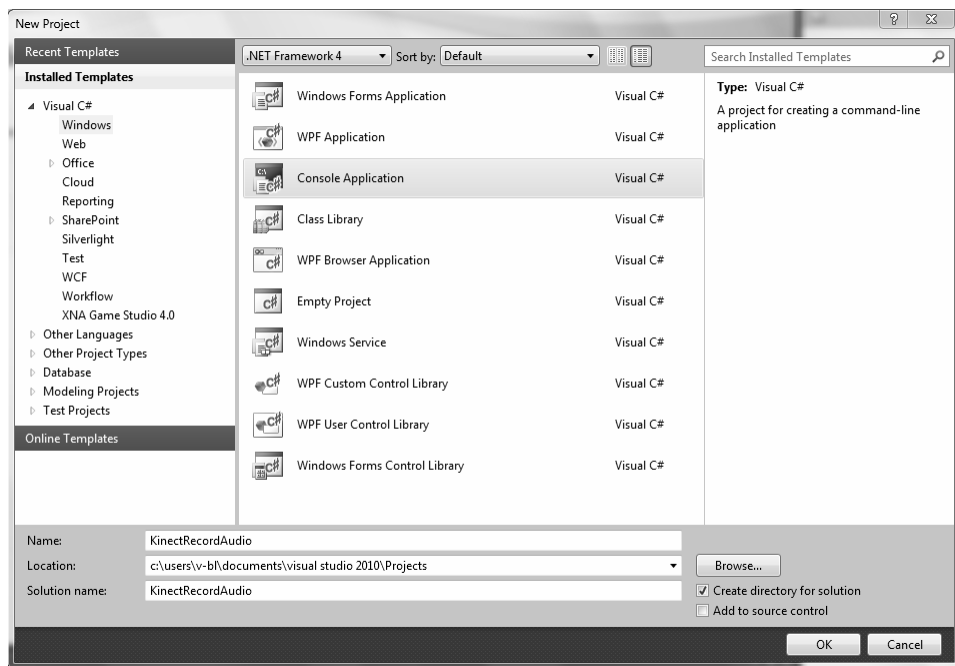 New Project
Recent Templates
Installed Templates
Visual C#
Windows
Web
Office
Cloud
Reporting
SharePoint
Silverlight
Test
WCF
Workflow
XNA Game Studio 4.0
Other Languages
Other Project Types
Database
Modeling Projects
Test Projects
Online Templates
.NET Framework 4
Sort by: Default
Windows Forms Application Visual C#
WPF Application Visual C#
Console Application Visual C#
Class Library Visual C#
WPF Browser Application Visual C#
Empty Project Visual C#
Windows Service Visual C#
WPF Custom Control Library Visual C#
WPF User Control Library Visual C#
Windows Forms Control Library Visual C#
Search Installed Templates
Type: Visual C#
A project for creating a command-line
application
Name: KinectRecordAudio
Location: c:\users\v-bl\documents\visual studio 2010\Projects
Browse...
Solution name: KinectRecordAudio
Create directory for solution
Add to source control
OK Cancel